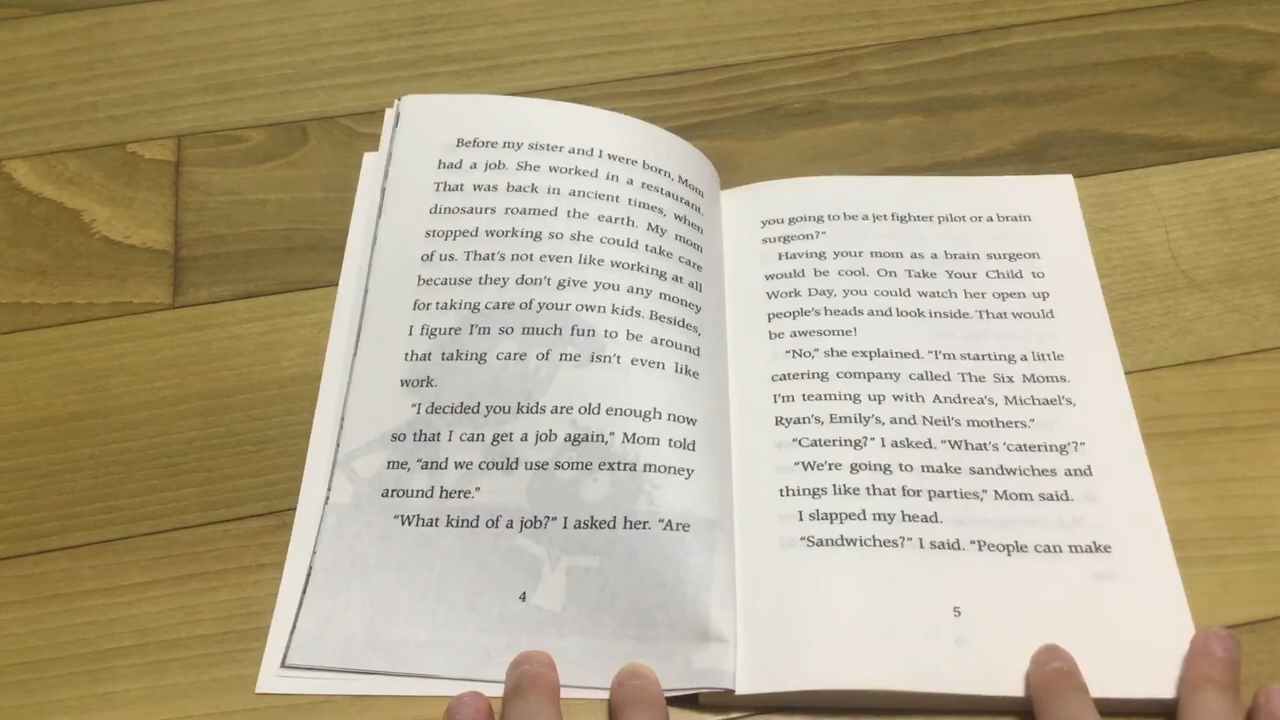 Before my sister and I were born, Mom
had a job. She worked in a restaurant.
That was back in ancient times, when
dinosaurs roamed the earth. My mom
stopped working so she could take care
of us. That's not even like working at all
because they don't give you any money
for taking care of your own kids. Besides,
I figure I'm so much fun to be around
that taking care of me isn't even like
work.
"I decided you kids are old enough now
so that I can get a job again," Mom told
me, "and we could use some extra money
around here."
"What kind of a job?" I asked her. "Are
4
you going to be a jet fighter pilot or a brain
surgeon?"
Having your mom as a brain surgeon
would be cool. On Take Your Child to
Work Day, you could watch her open up
people's heads and look inside. That would
be awesome!
"No," she explained. "I'm starting a little
catering company called The Six Moms.
I'm teaming up with Andrea's, Michael's,
Ryan's, Emily's, and Neil's mothers."
"Catering?" I asked. "What's 'catering'?"
"We're going to make sandwiches and
things like that for parties," Mom said.
I slapped my head.
"Sandwiches?" I said. "People can make
5